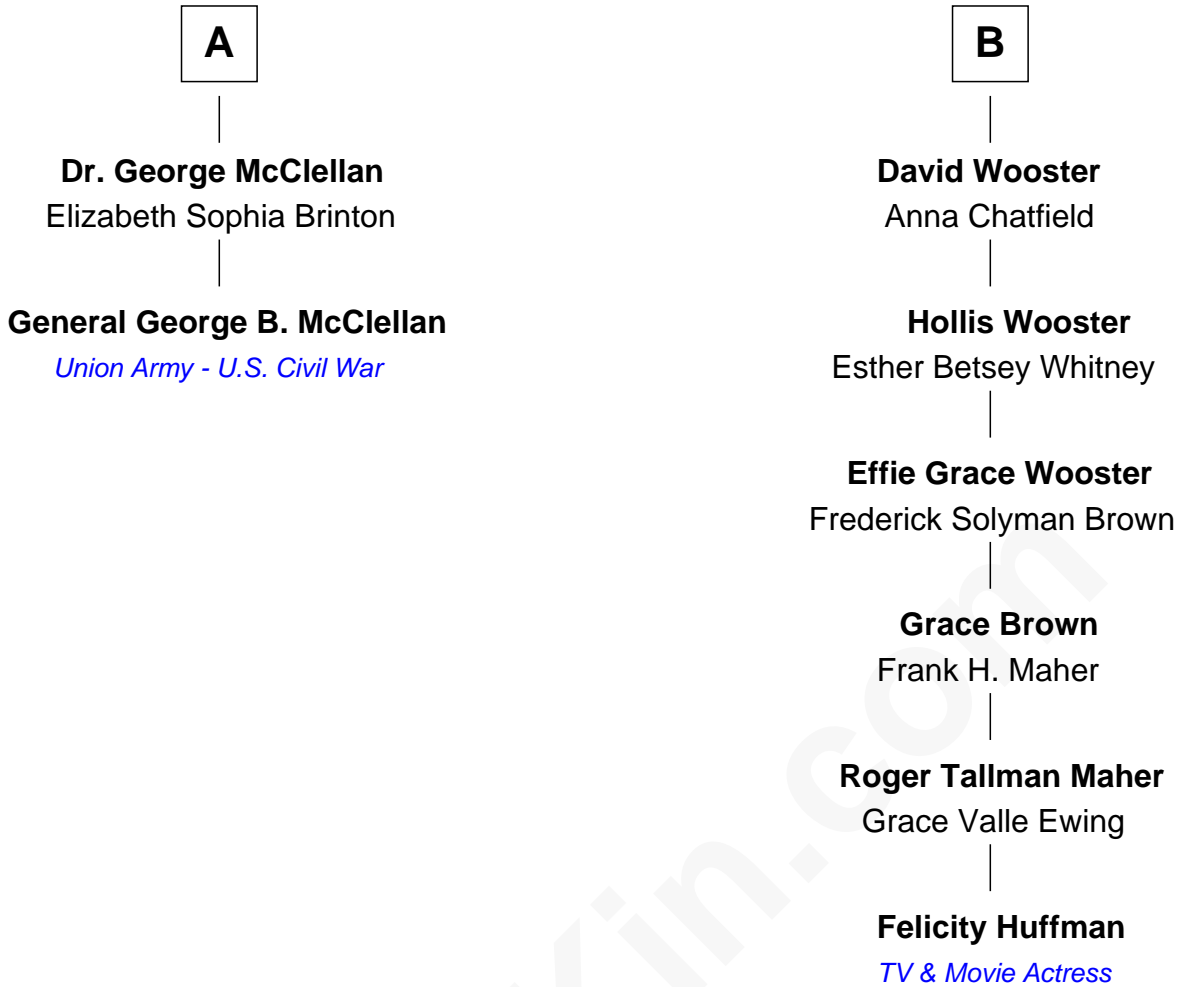 A
Dr. George McClellan
Elizabeth Sophia Brinton
General George B. McClellan
Union Army - U.S. Civil War
B
David Wooster
Anna Chatfield
Hollis Wooster
Esther Betsey Whitney
Effie Grace Wooster
Frederick Solyman Brown
Grace Brown
Frank H. Maher
Roger Tallman Maher
Grace Valle Ewing
Felicity Huffman
TV & Movie Actress
Kin.com